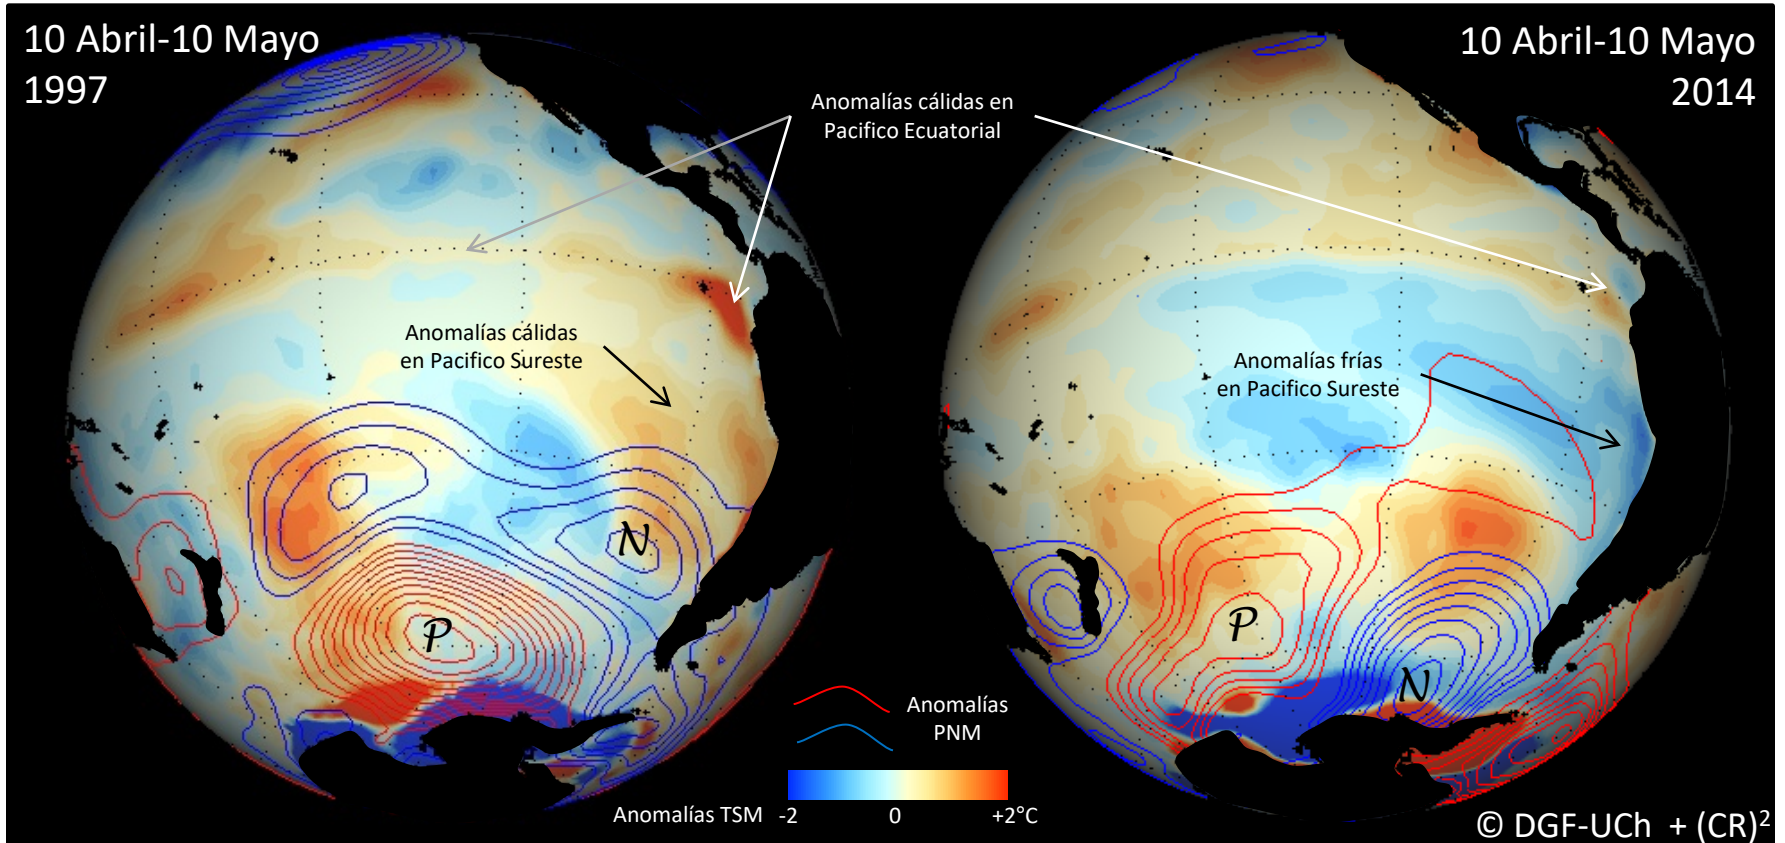 10 Abril-10 Mayo
1997
10 Abril-10 Mayo
2014
Anomalías cálidas en
Pacifico Ecuatorial
Anomalías cálidas
en Pacifico Sureste
Anomalías frías
en Pacifico Sureste
N
P
P
N
Anomalías
PNM
Anomalías TSM -2 0 +2°C
© DGF-UCh + (CR)²